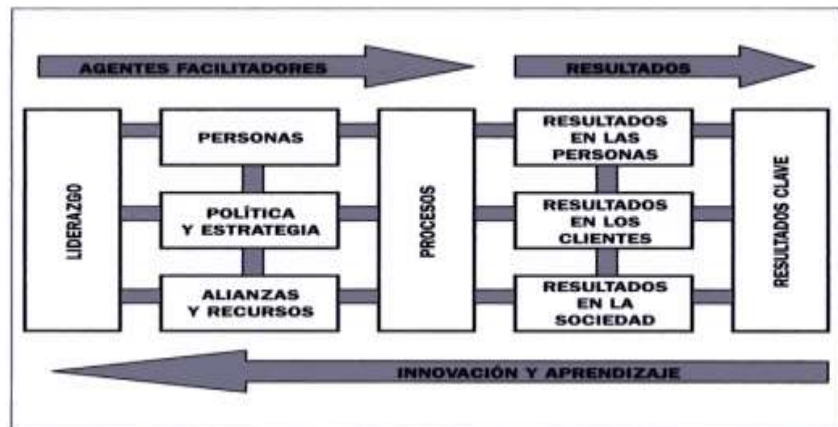 AGENTES FACILITADORES
RESULTADOS
LIDERAZGO
PERSONAS
POLÍTICA
Y ESTRATEGIA
ALIANZAS
Y RECURSOS
PROCESOS
RESULTADOS
EN LAS
PERSONAS
RESULTADOS
EN LOS
CLIENTES
RESULTADOS
EN LA
SOCIEDAD
RESULTADOS CLAVE
INNOVACIÓN Y APRENDIZAJE